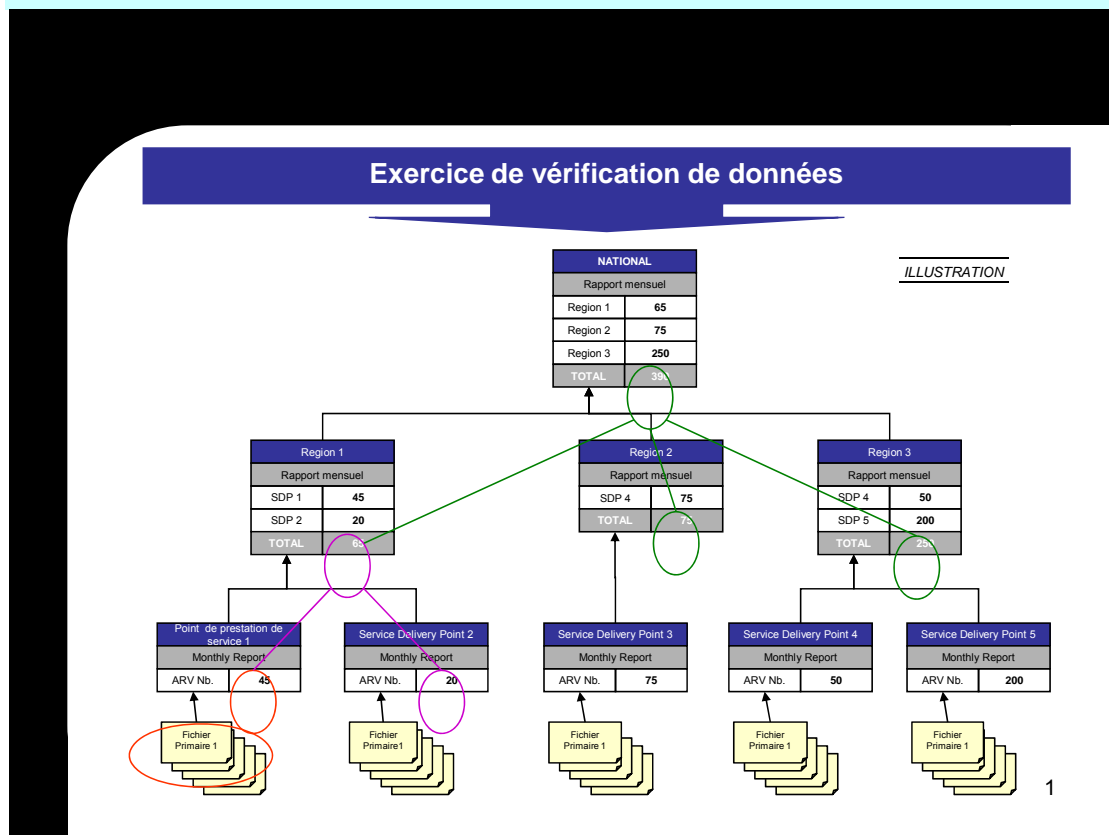 Exercice de vérification de données
ILLUSTRATION
NATIONAL
Rapport mensuel
Region 1 65
Region 2 75
Region 3 250
TOTAL 390
Region 1
Rapport mensuel
SDP 1 45
SDP 2 20
TOTAL 65
Region 2
Rapport mensuel
SDP 4 75
TOTAL 75
Region 3
Rapport mensuel
SDP 4 50
SDP 5 200
TOTAL 250
Point de prestation de
service 1
Monthly Report
ARV Nb. 45
Service Delivery Point 2
Monthly Report
ARV Nb. 20
Service Delivery Point 3
Monthly Report
ARV Nb. 75
Service Delivery Point 4
Monthly Report
ARV Nb. 50
Service Delivery Point 5
Monthly Report
ARV Nb. 200
Fichier
Primaire 1
Fichier
Primaire1
Fichier
Primaire 1
Fichier
Primaire 1
Fichier
Primaire 1
1